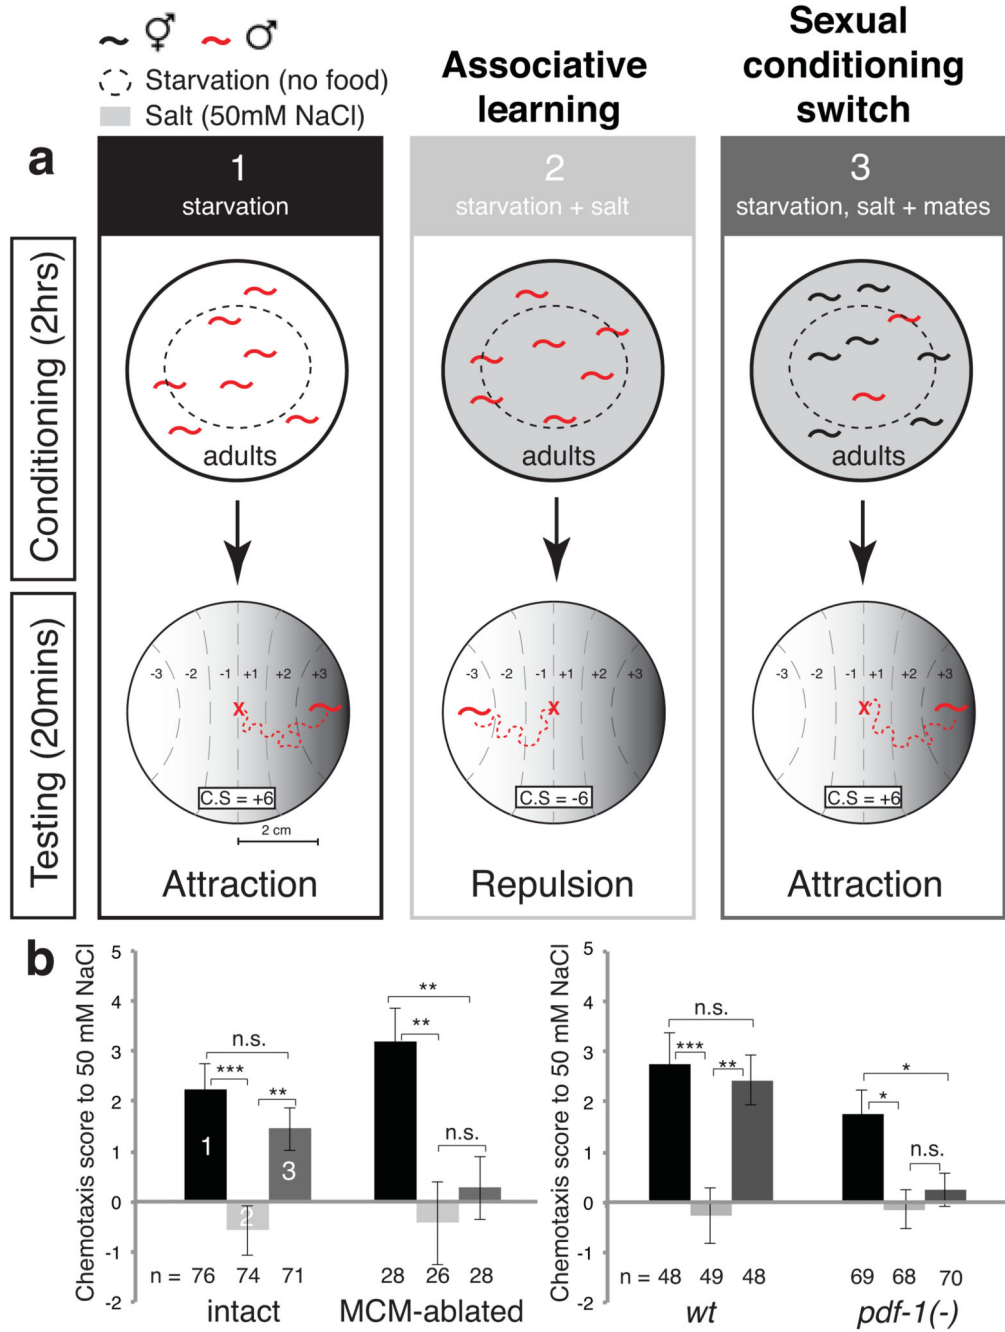 ⚥ ♂
Starvation (no food)
Salt (50mM NaCl)
Associative
learning
Sexual
conditioning
switch
a
1
starvation
2
starvation + salt
3
starvation, salt + mates
Conditioning (2hrs)
adults
adults
adults
Testing (20mins)
-3 -2 -1 +1 +2 +3
X
C.S = +6
2 cm
Attraction
-3 -2 -1 +1 +2 +3
X
C.S = -6
Repulsion
-3 -2 -1 +1 +2 +3
X
C.S = +6
Attraction
b
Chemotaxis score to 50 mM NaCl
5
4
3
2
1
0
-1
-2
n.s.
***
**
1
2
3
**
**
n.s.
n = 76 74 71
28 26 28
intact
MCM-ablated
Chemotaxis score to 50 mM NaCl
5
4
3
2
1
0
-1
-2
n.s.
***
**
*
*
n.s.
n = 48 49 48
69 68 70
wt
pdf-1(-)